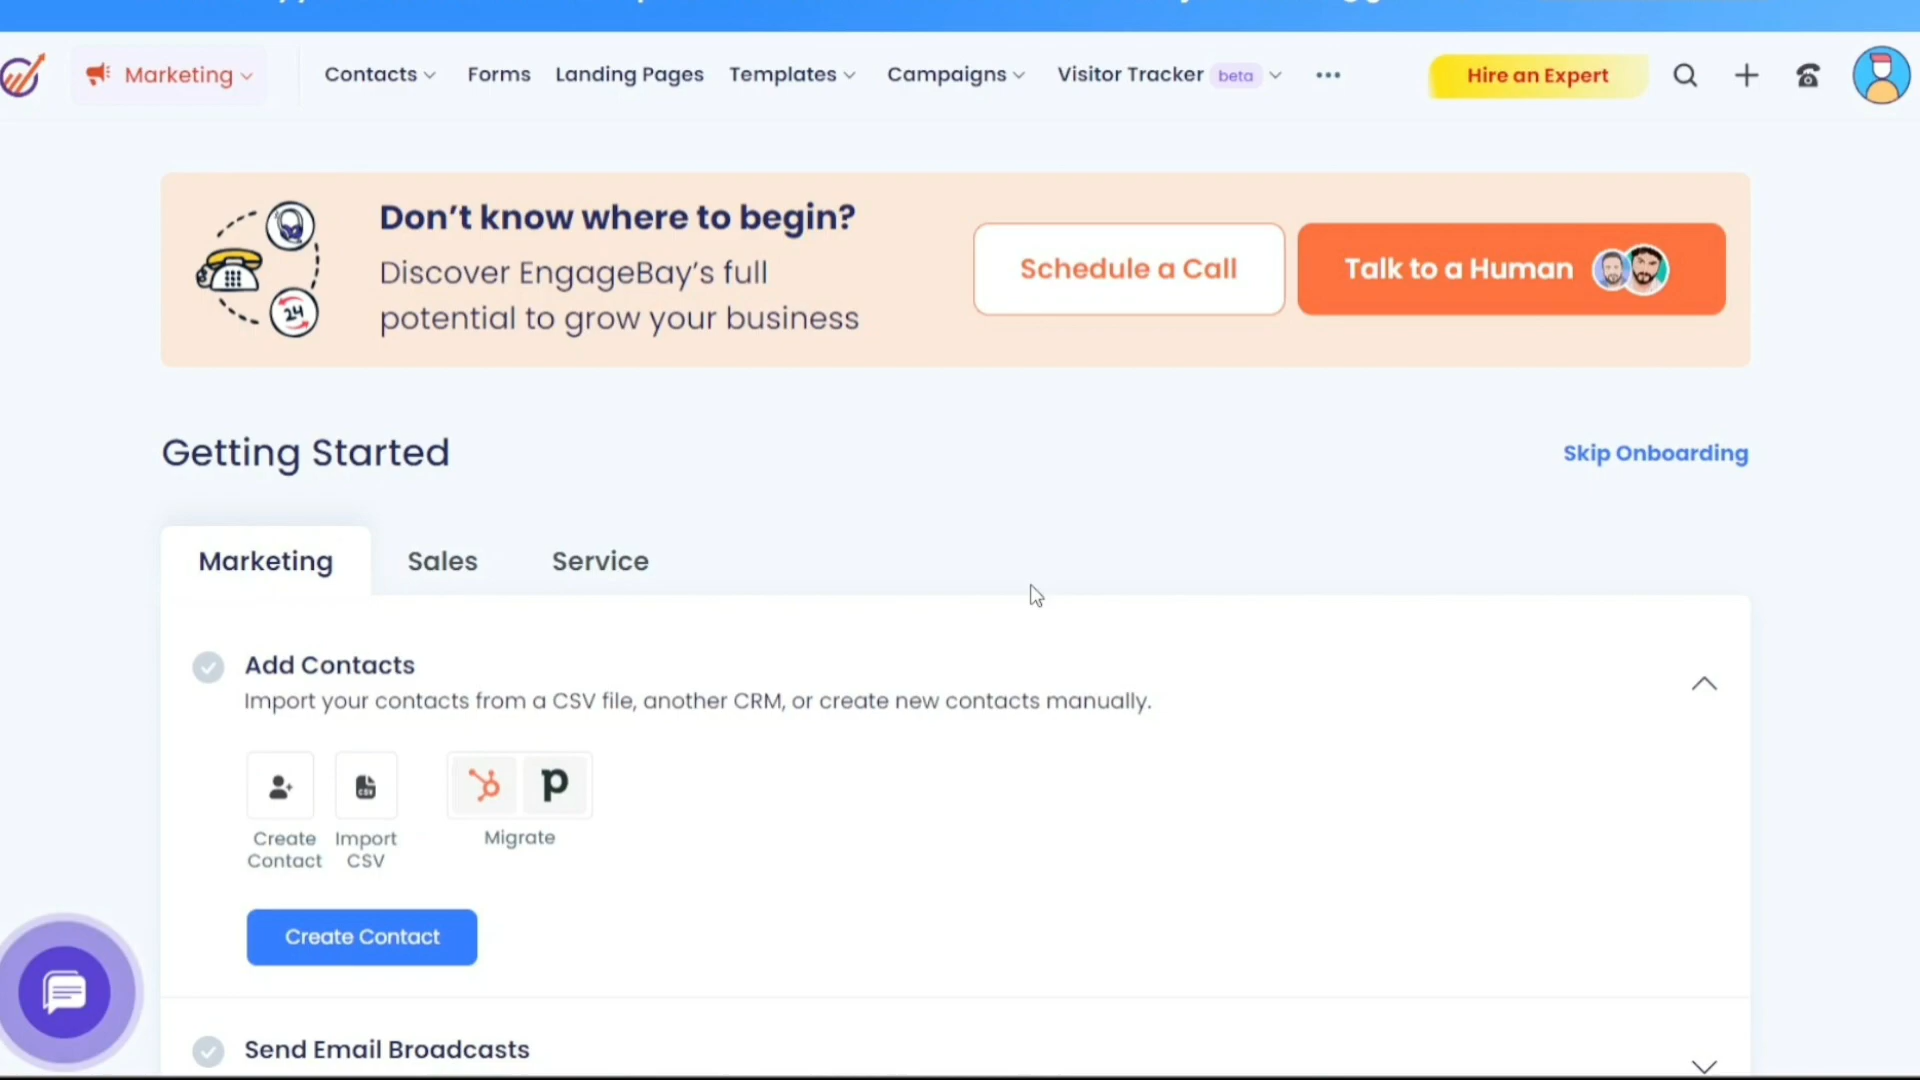 Marketing
Contacts
Forms
Landing Pages
Templates
Campaigns
Visitor Tracker beta
Hire an Expert
Don't know where to begin?
Discover EngageBay's full
potential to grow your business
24
Schedule a Call
Talk to a Human
Getting Started
Skip Onboarding
Marketing
Sales
Service
Add Contacts
Import your contacts from a CSV file, another CRM, or create new contacts manually.
CSV
p
Create
Contact
Import
CSV
Migrate
Create Contact
Send Email Broadcasts